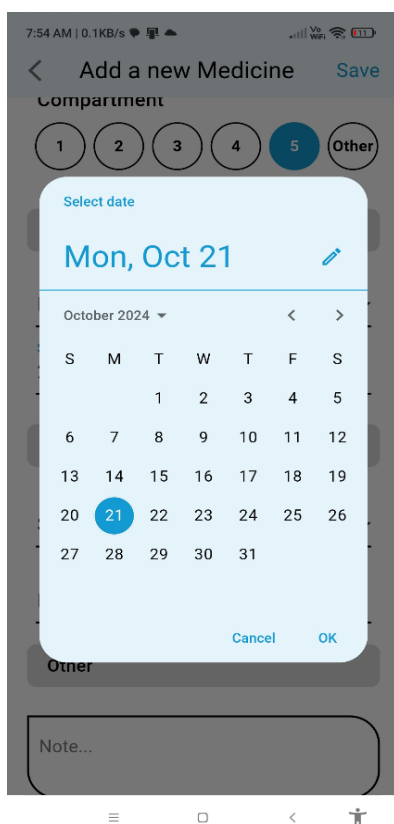 7:54 AM | 0.1KB/s
Vo WiFi 11
Add a new Medicine Save
Compartment
1 2 3 4 5 Other
Select date
Mon, Oct 21
October 2024
S M T W T F S
1 2 3 4 5
6 7 8 9 10 11 12
13 14 15 16 17 18 19
20 21 22 23 24 25 26
27 28 29 30 31
Cancel OK
Other
Note...